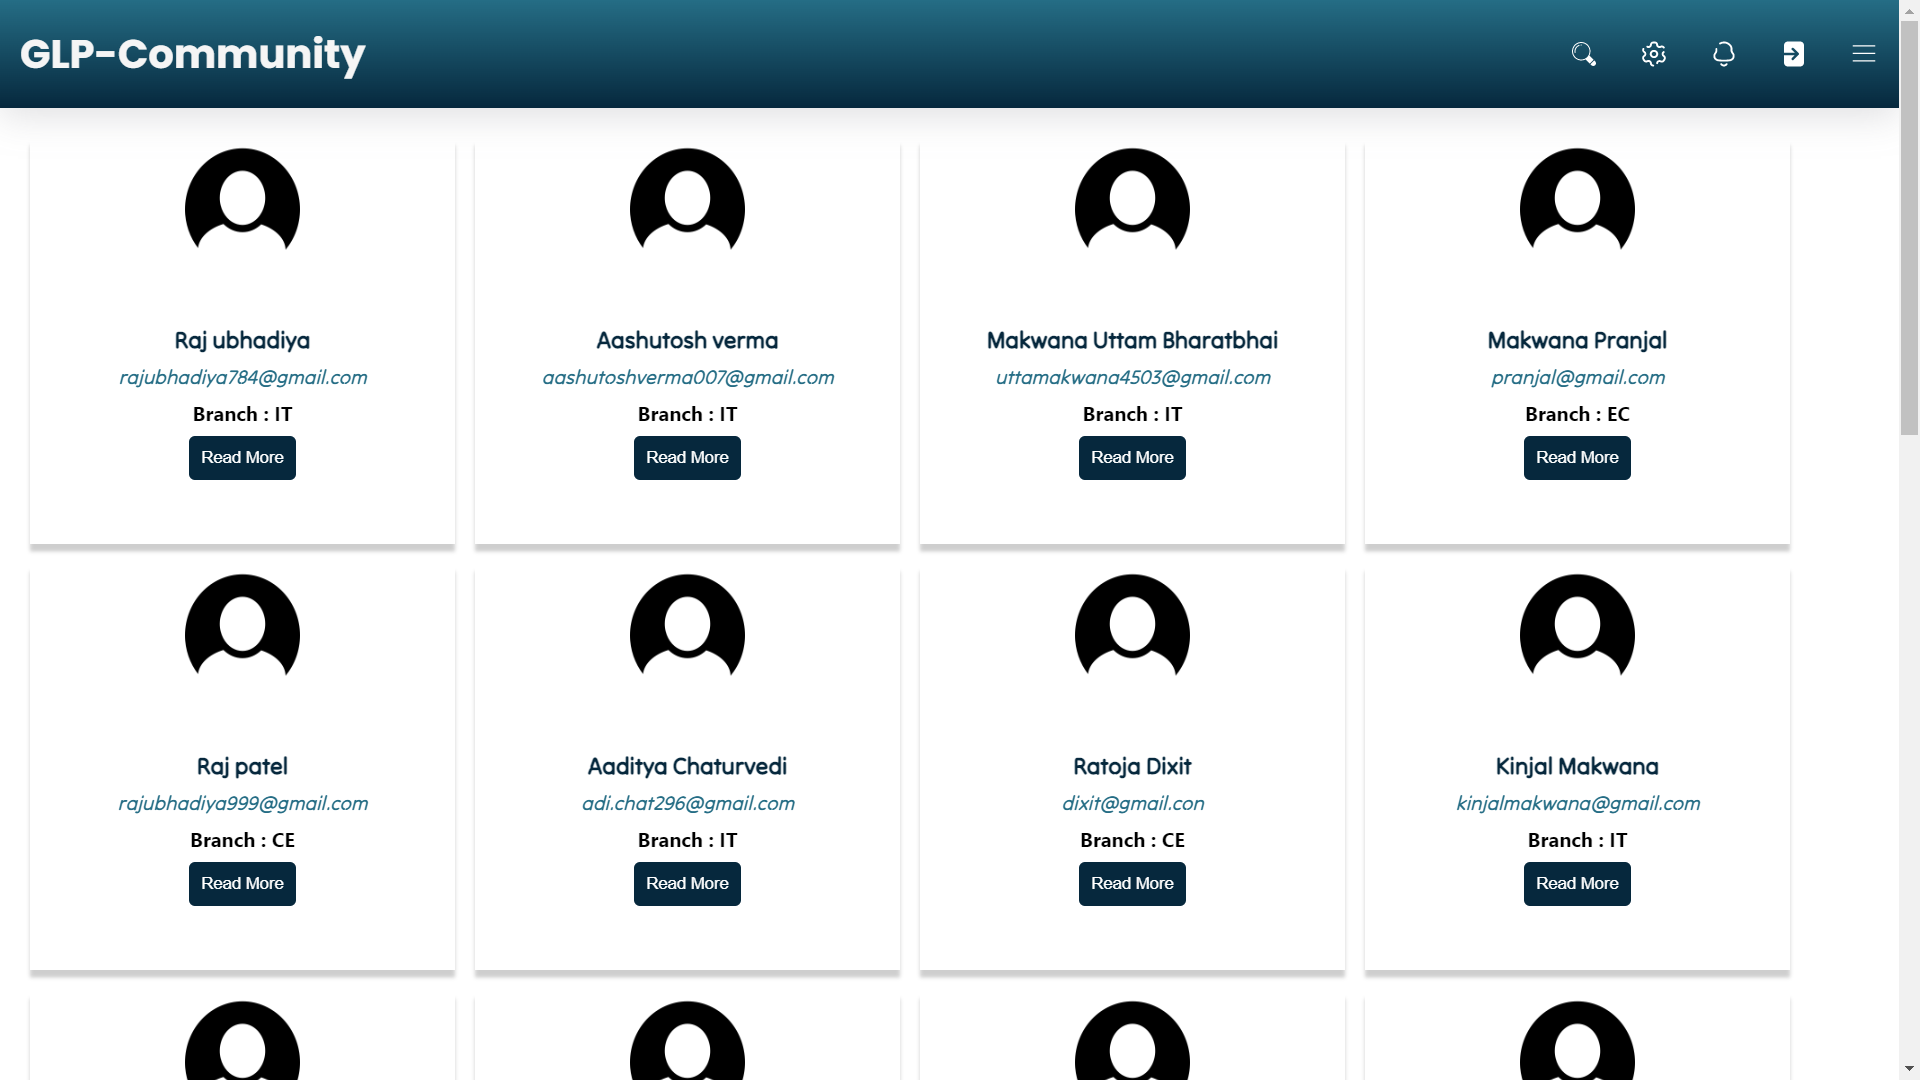 GLP-Community
Raj ubhadiya
rajubhadiya784@gmail.com
Branch : IT
Read More
Aashutosh verma
aashutoshverma007@gmail.com
Branch : IT
Read More
Makwana Uttam Bharatbhai
uttamakwana4503@gmail.com
Branch : IT
Read More
Makwana Pranjal
pranjal@gmail.com
Branch : EC
Read More
Raj patel
rajubhadiya999@gmail.com
Branch : CE
Read More
Aaditya Chaturvedi
adi.chat296@gmail.com
Branch : IT
Read More
Ratoja Dixit
dixit@gmail.con
Branch : CE
Read More
Kinjal Makwana
kinjalmakwana@gmail.com
Branch : IT
Read More